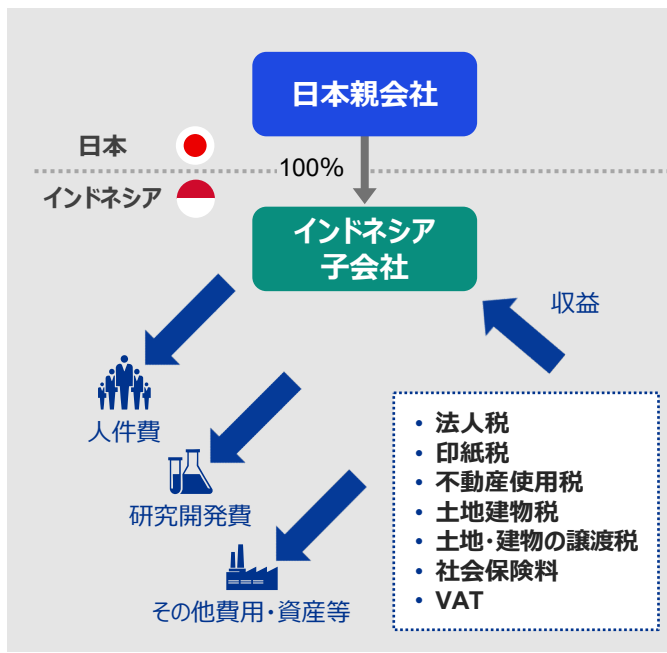 日本親会社
日本
100%
インドネシア
インドネシア
子会社
収益
人件費
研究開発費
その他費用・資産等
• 法人税
• 印紙税
• 不動産使用税
• 土地建物税
• 土地・建物の譲渡税
• 社会保険料
• VAT